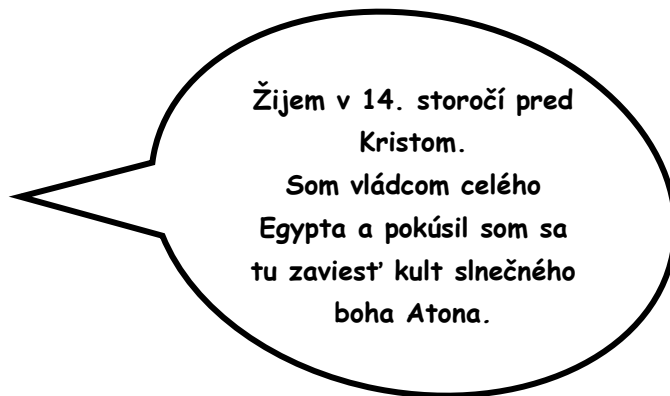 Žijem v 14. storočí pred
Kristom.
Som vládcom celého
Egypta a pokúsil som sa
tu zaviesť kult slnečného
boha Atona.